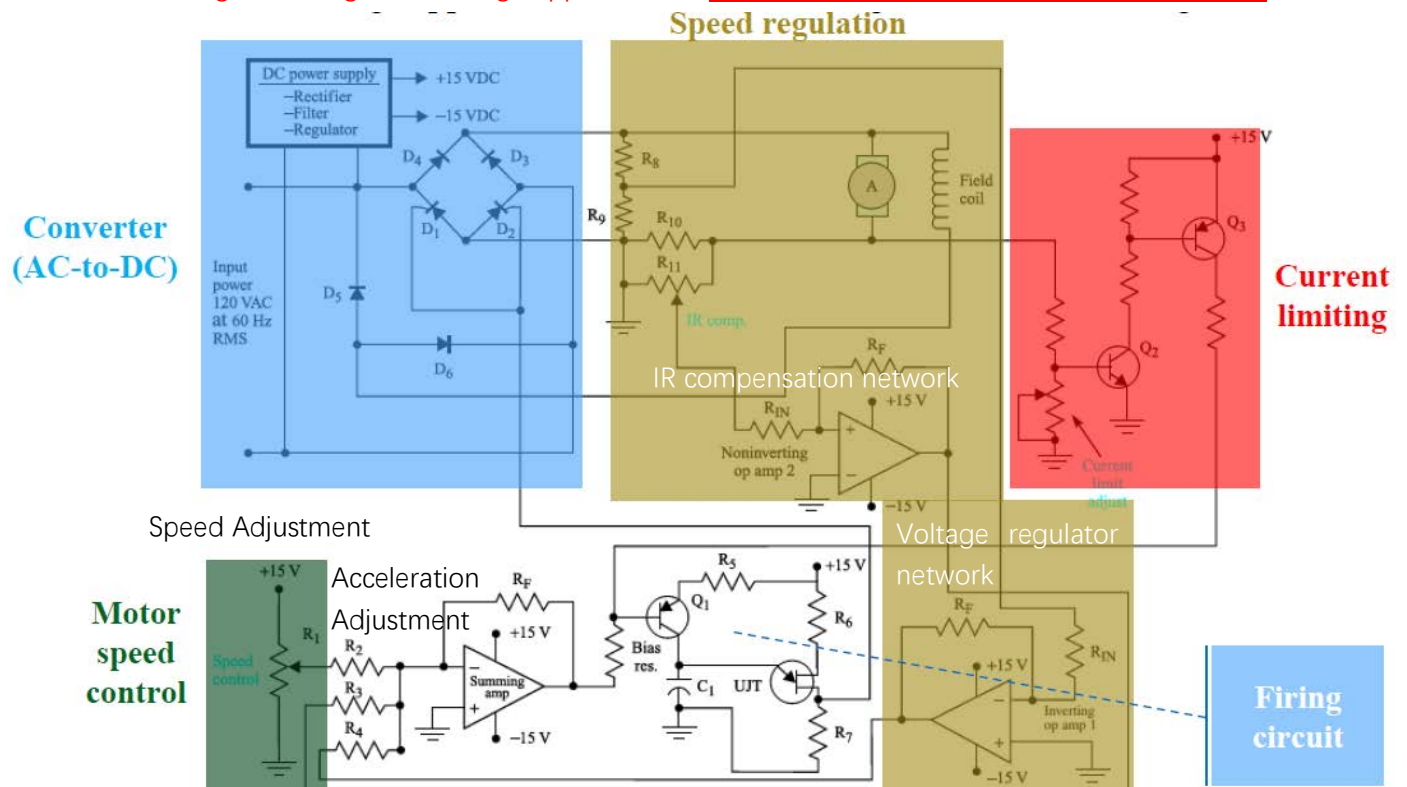 Speed regulation
DC power supply
–Rectifier
–Filter
–Regulator
+15 VDC
–15 VDC
D4
D3
D1
D2
Converter
(AC-to-DC)
Input
power
120 VAC
at 60 Hz
RMS
D5
D6
R8
R9
R10
R11
IR comp.
A
Field
coil
RF
IR compensation network
RIN
+15 V
Noninverting
op amp 2
+
–
–15 V
+15 V
Q3
Q2
Current
limiting
Current
limit
adjust
Speed Adjustment
Voltage regulator
network
Motor
speed
control
+15 V
R1
Speed
control
Acceleration
Adjustment
R2
R3
R4
RF
+15 V
–
Summing
amp
+
–15 V
Bias
res.
Q1
R5
+15 V
R6
C1
UJT
R7
RF
RIN
+15 V
–
Inverting
op amp 1
+
–15 V
Firing
circuit